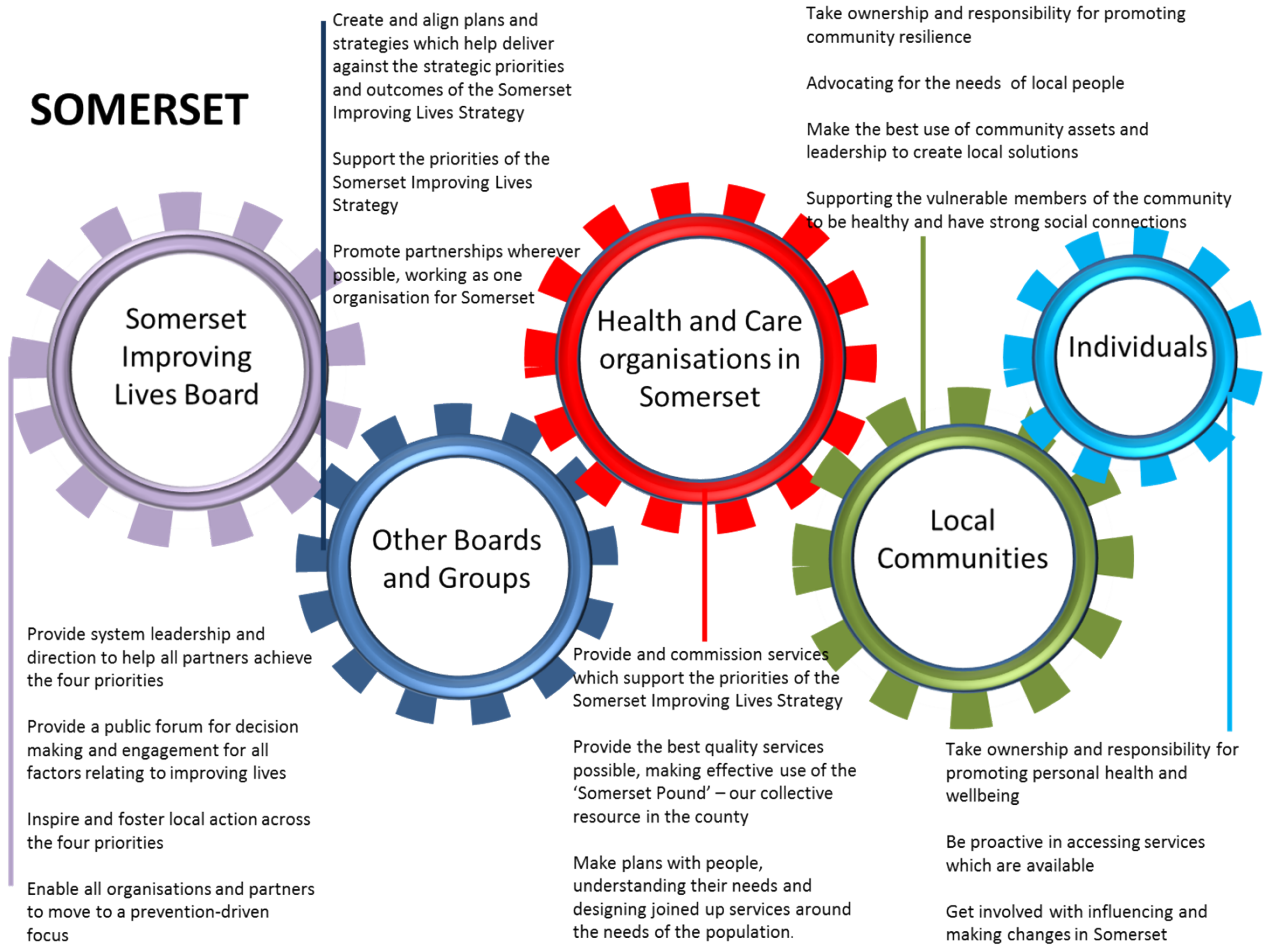 SOMERSET
Create and align plans and
strategies which help deliver
against the strategic priorities
and outcomes of the Somerset
Improving Lives Strategy
Support the priorities of the
Somerset Improving Lives
Strategy
Promote partnerships wherever
possible, working as one
organisation for Somerset
Take ownership and responsibility for promoting
community resilience
Advocating for the needs of local people
Make the best use of community assets and
leadership to create local solutions
Supporting the vulnerable members of the community
to be healthy and have strong social connections
Somerset
Improving
Lives Board
Other Boards
and Groups
Health and Care
organisations in
Somerset
Local
Communities
Individuals
Provide system leadership and
direction to help all partners achieve
the four priorities
Provide a public forum for decision
making and engagement for all
factors relating to improving lives
Inspire and foster local action across
the four priorities
Enable all organisations and partners
to move to a prevention-driven
focus
Provide and commission services
which support the priorities of the
Somerset Improving Lives Strategy
Provide the best quality services
possible, making effective use of the
‘Somerset Pound’ – our collective
resource in the county
Make plans with people,
understanding their needs and
designing joined up services around
the needs of the population.
Take ownership and responsibility for
promoting personal health and
wellbeing
Be proactive in accessing services
which are available
Get involved with influencing and
making changes in Somerset